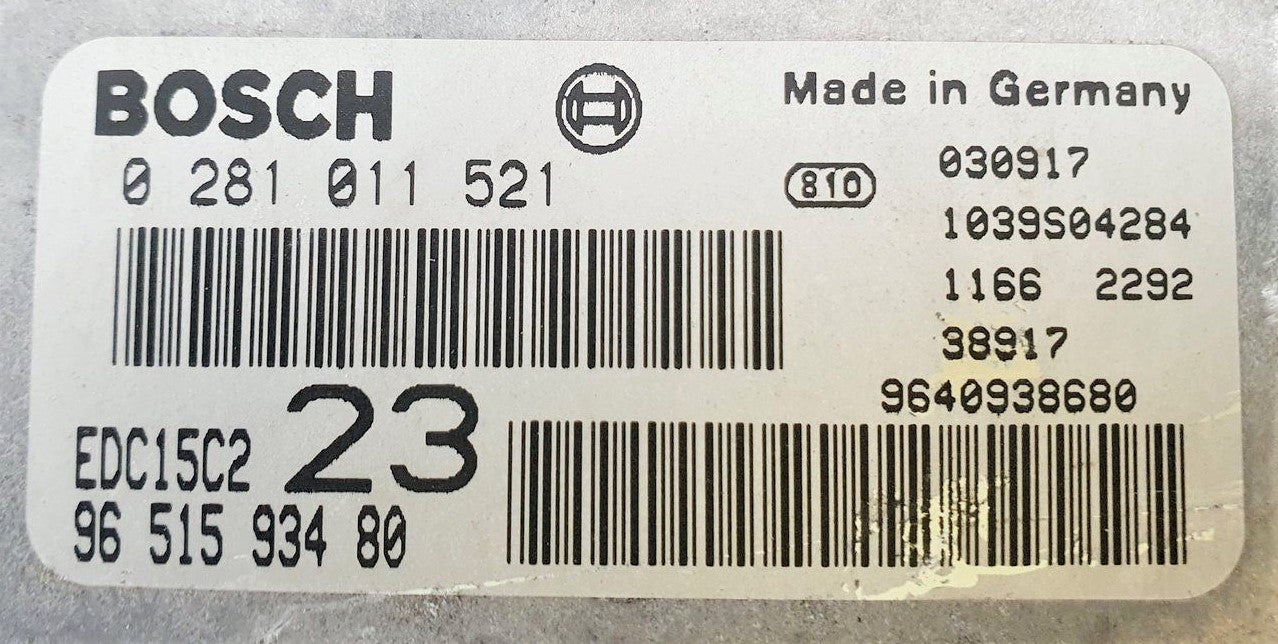 BOSCH
Made in Germany
0 281 011 521
810
030917
1039S04284
1166 2292
38917
9640938680
EDC15C2 23
96 515 934 80